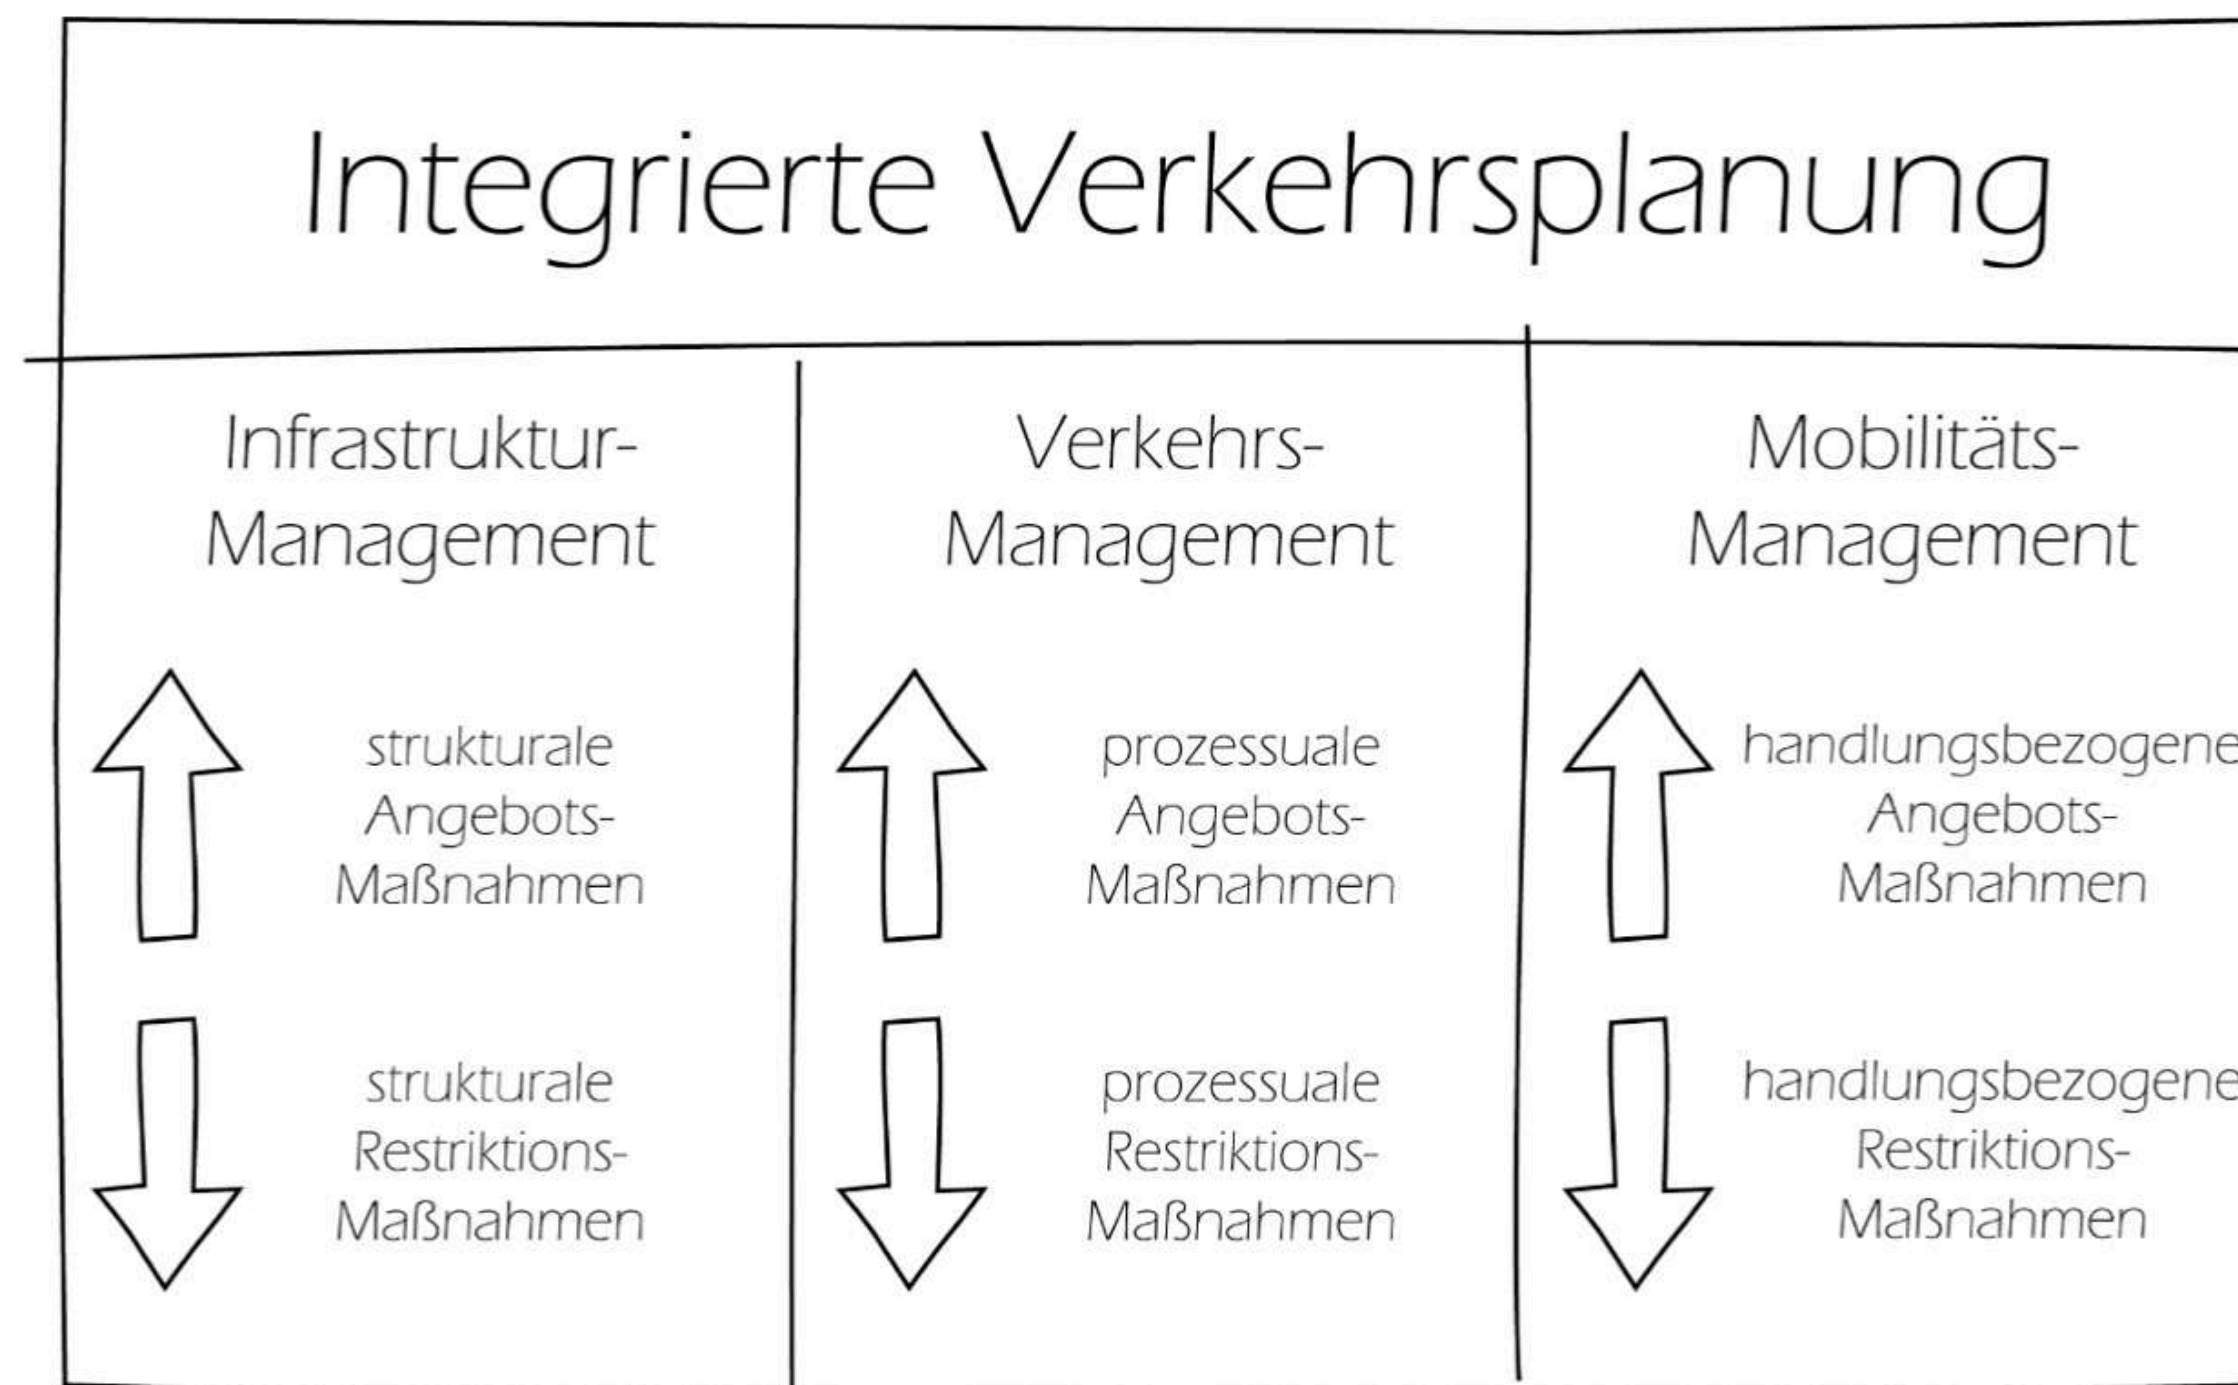 Integrierte Verkehrsplanung
Infrastruktur-
Management
strukturale
Angebots-
Maßnahmen
strukturale
Restriktions-
Maßnahmen
Verkehrs-
Management
prozessuale
Angebots-
Maßnahmen
prozessuale
Restriktions-
Maßnahmen
Mobilitäts-
Management
handlungsbezogene
Angebots-
Maßnahmen
handlungsbezogene
Restriktions-
Maßnahmen